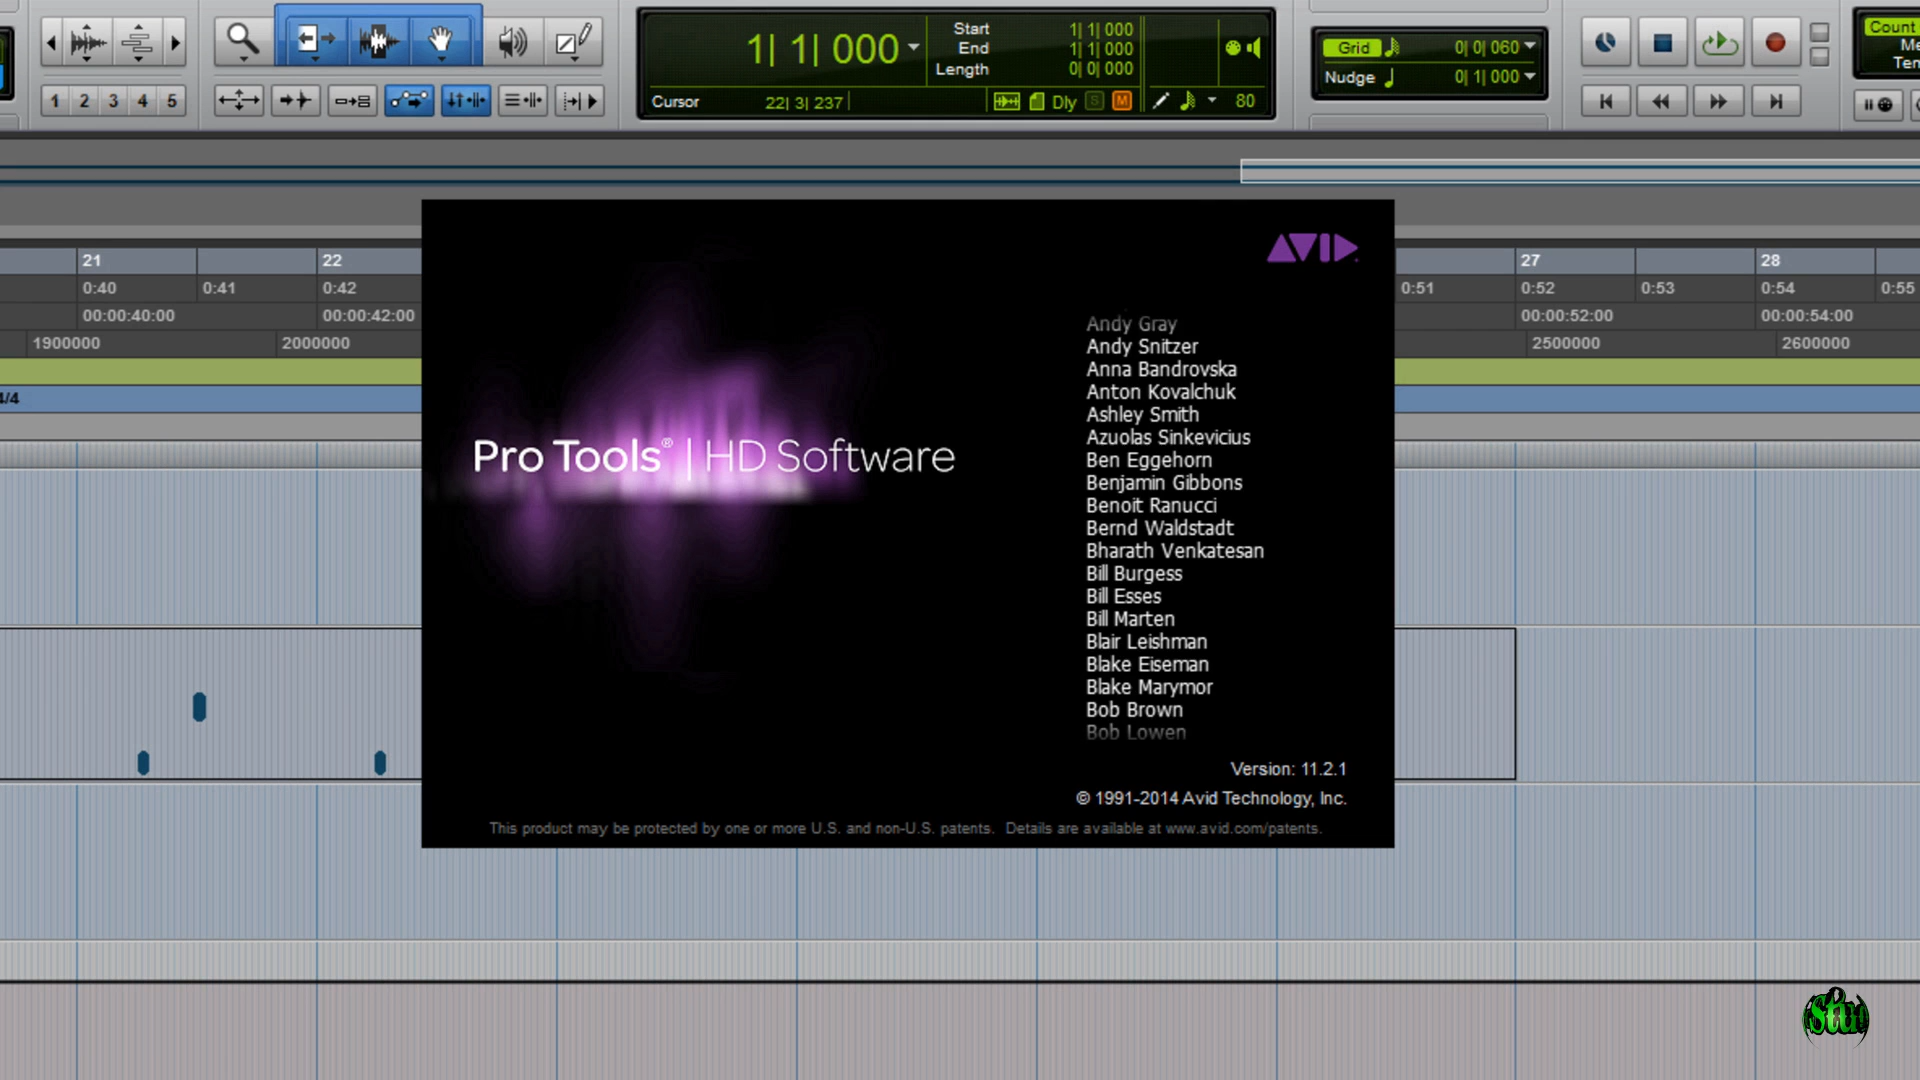 1 2 3 4 5
1| 1| 000
Start 1| 1| 000
End 1| 1| 000
Length 0| 0| 000
Cursor 22| 3| 237
Dly S M 80
Grid 0| 0| 060
Nudge 0| 1| 000
Count
Me
Ten
21 22 27 28
0:40 0:41 0:42 0:51 0:52 0:53 0:54 0:55
00:00:40:00 00:00:42:00 00:00:52:00 00:00:54:00
1900000 2000000 2500000 2600000
4/4
AVID
Pro Tools® | HD Software
Andy Gray
Andy Snitzer
Anna Bandrovska
Anton Kovalchuk
Ashley Smith
Azuolas Sinkevicius
Ben Eggehorn
Benjamin Gibbons
Benoit Ranucci
Bernd Waldstadt
Bharath Venkatesan
Bill Burgess
Bill Esses
Bill Marten
Blair Leishman
Blake Eiseman
Blake Marymor
Bob Brown
Bob Lowen
Version: 11.2.1
© 1991-2014 Avid Technology, Inc.
This product may be protected by one or more U.S. and non-U.S. patents. Details are available at www.avid.com/patents.
Stu